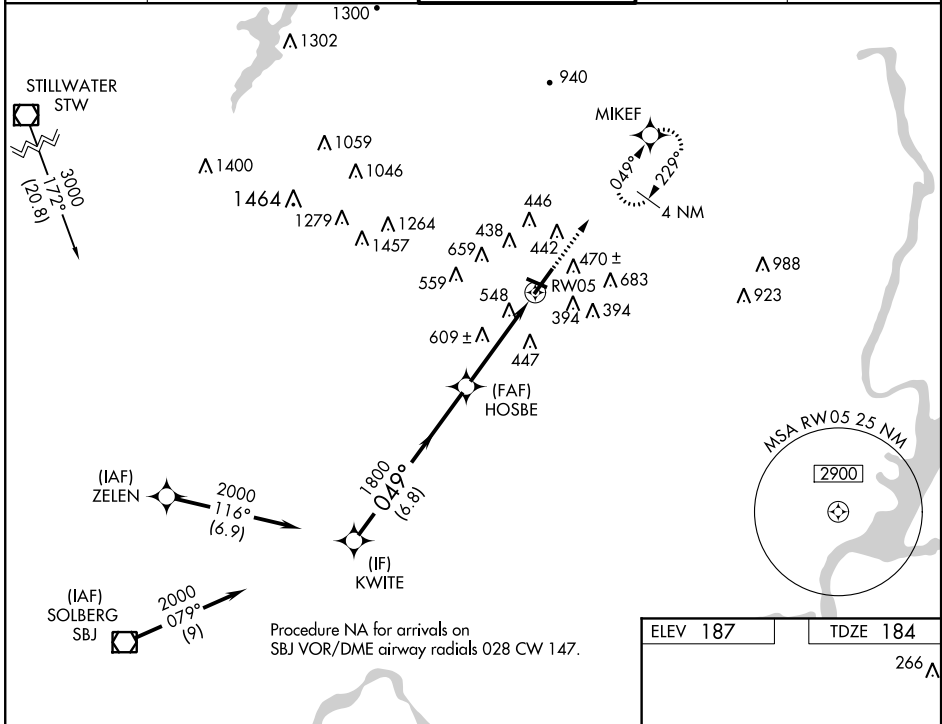 1300
1302
STILLWATER
STW
940
MIKEF
3000
172°
(20.8)
1059
1400
1046
049°
229°
4 NM
1464
446
1279
1264
438
442
1457
659
470 ±
988
559
683
RW05
923
548
394
394
609 ±
447
(FAF)
HOSBE
MSA RW05 25 NM
1800
049°
(6.8)
2900
(IAF)
ZELEN
2000
116°
(6.9)
(IF)
KWITE
(IAF)
SOLBERG
SBJ
2000
079°
(9)
Procedure NA for arrivals on
SBJ VOR/DME airway radials 028 CW 147.
ELEV 187
TDZE 184
266